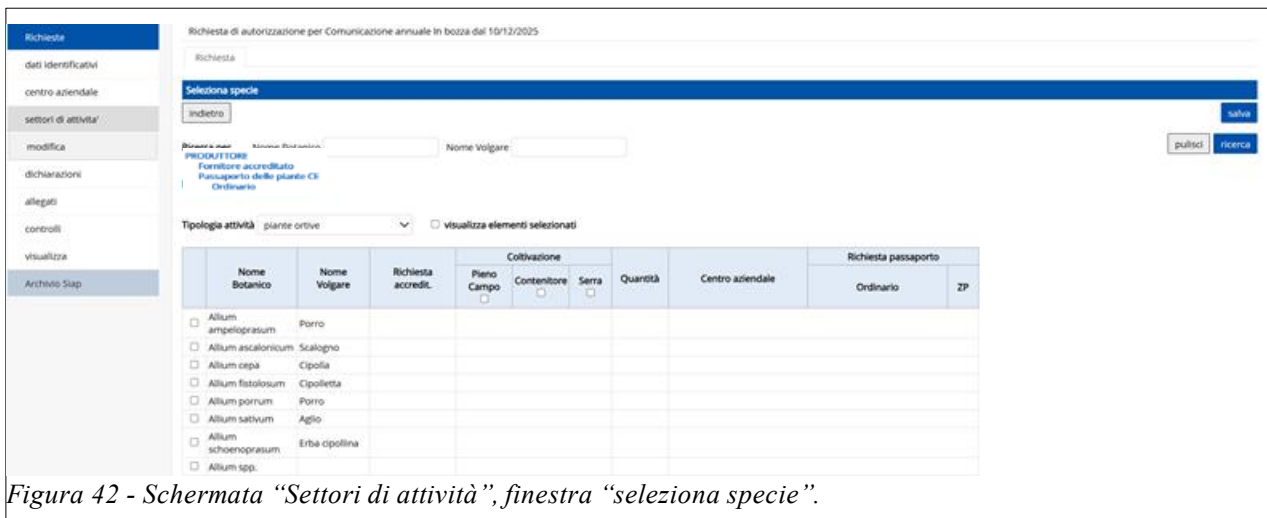 Richiesta di autorizzazione per Comunicazione annuale In bozza dal 10/12/2025
Richieste
dati identificativi
centro aziendale
settori di attivita'
modifica
dichiarazioni
allegati
controlli
visualizza
Archivio Siap
Richiesta
Seleziona specie
indietro
salva
Ricerca per Nome Botanico Nome Volgare
pulisci ricerca
PRODUTTORE
Fornitore accreditato
Passaporto delle piante CE
Ordinario
Tipologia attività piante ortive visualizza elementi selezionati
Coltivazione Richiesta passaporto
Nome Botanico Nome Volgare Richiesta accredit. Pieno Campo Contenitore Serra Quantità Centro aziendale Ordinario ZP
Allium ampeloprasum Porro
Allium ascalonicum Scalogno
Allium cepa Cipolla
Allium fistolosum Cipolletta
Allium porrum Porro
Allium sativum Aglio
Allium schoenoprasum Erba cipollina
Allium spp.
Figura 42 - Schermata “Settori di attività”, finestra “seleziona specie”.